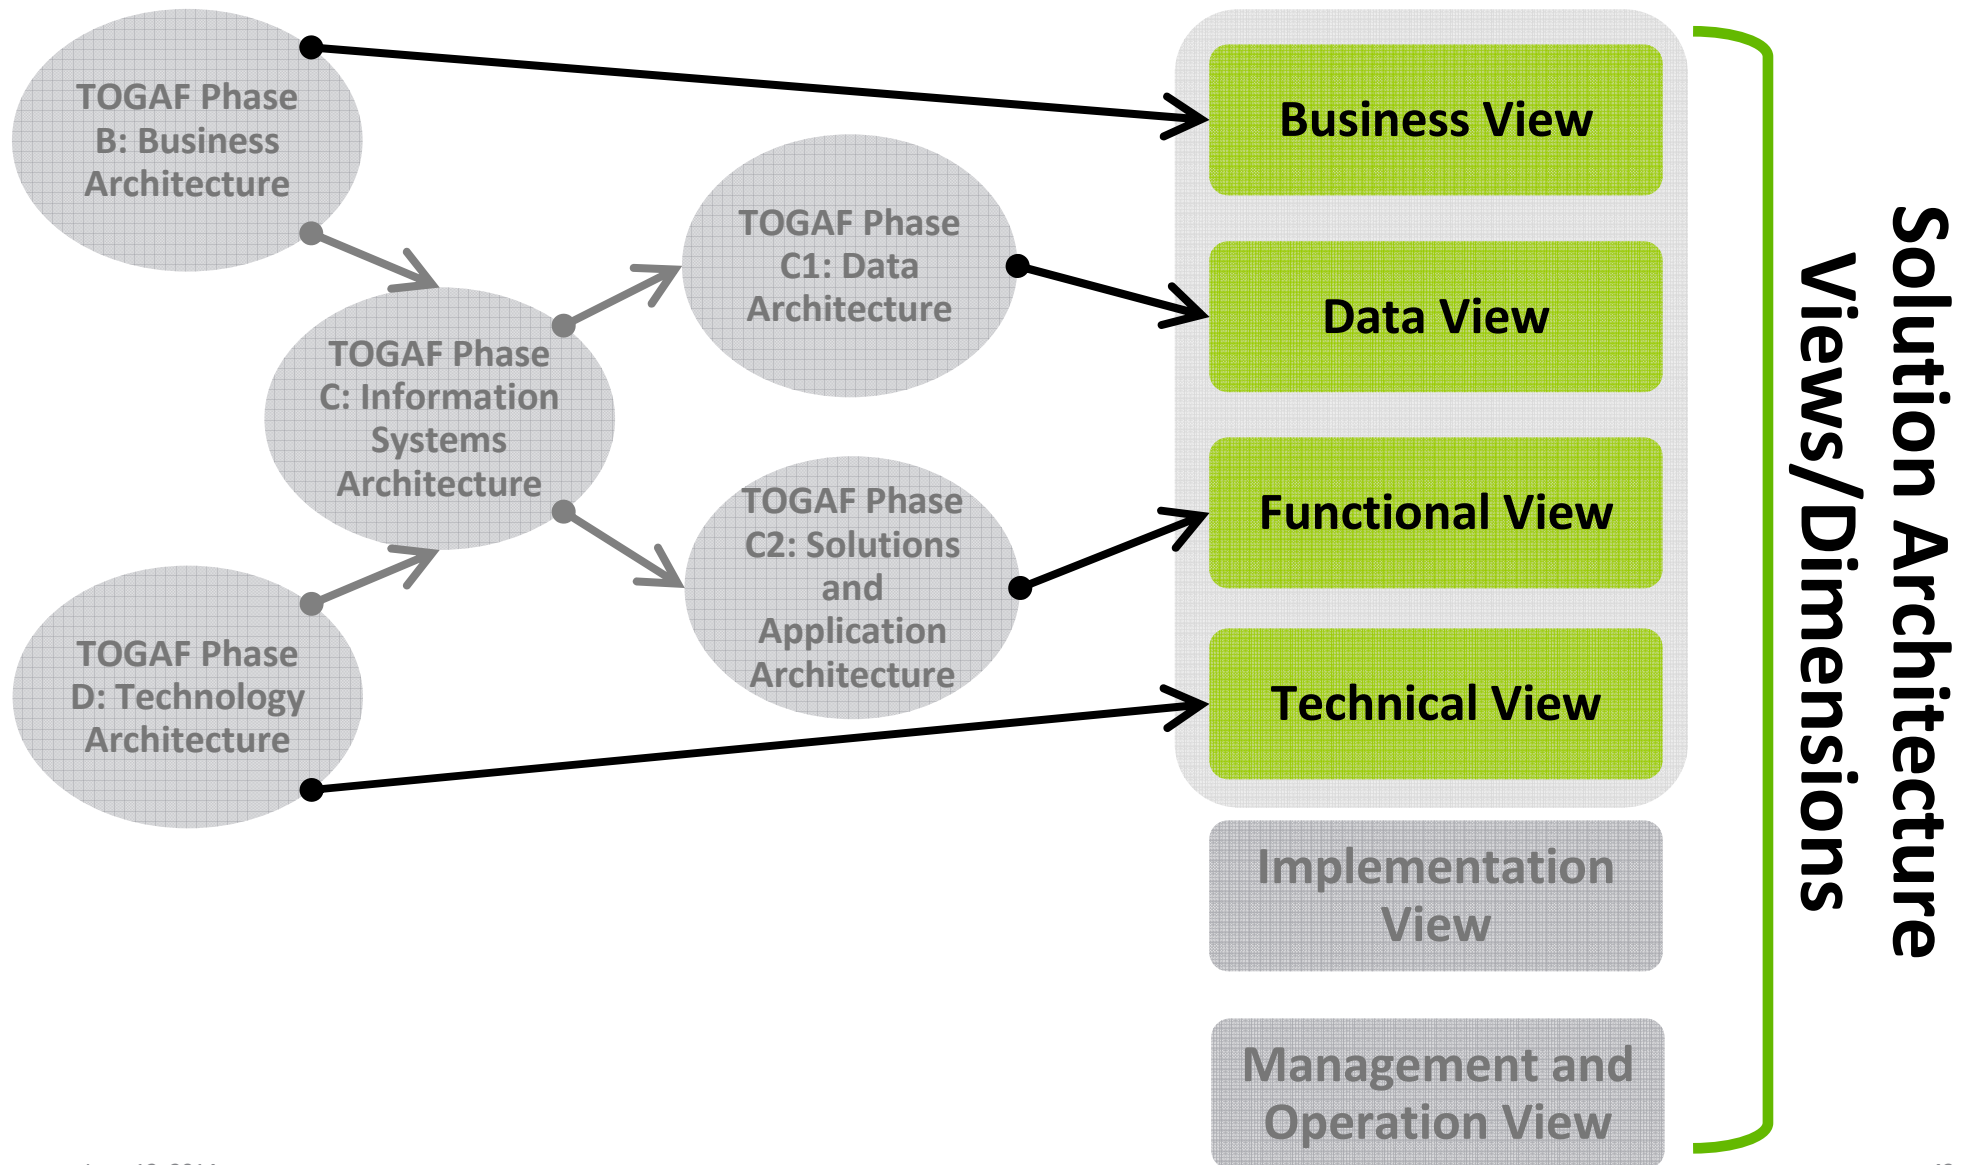 TOGAF Phase
B: Business
Architecture
TOGAF Phase
C: Information
Systems
Architecture
TOGAF Phase
D: Technology
Architecture
TOGAF Phase
C1: Data
Architecture
TOGAF Phase
C2: Solutions
and
Application
Architecture
Business View
Data View
Functional View
Technical View
Implementation
View
Management and
Operation View
Solution Architecture
Views/Dimensions